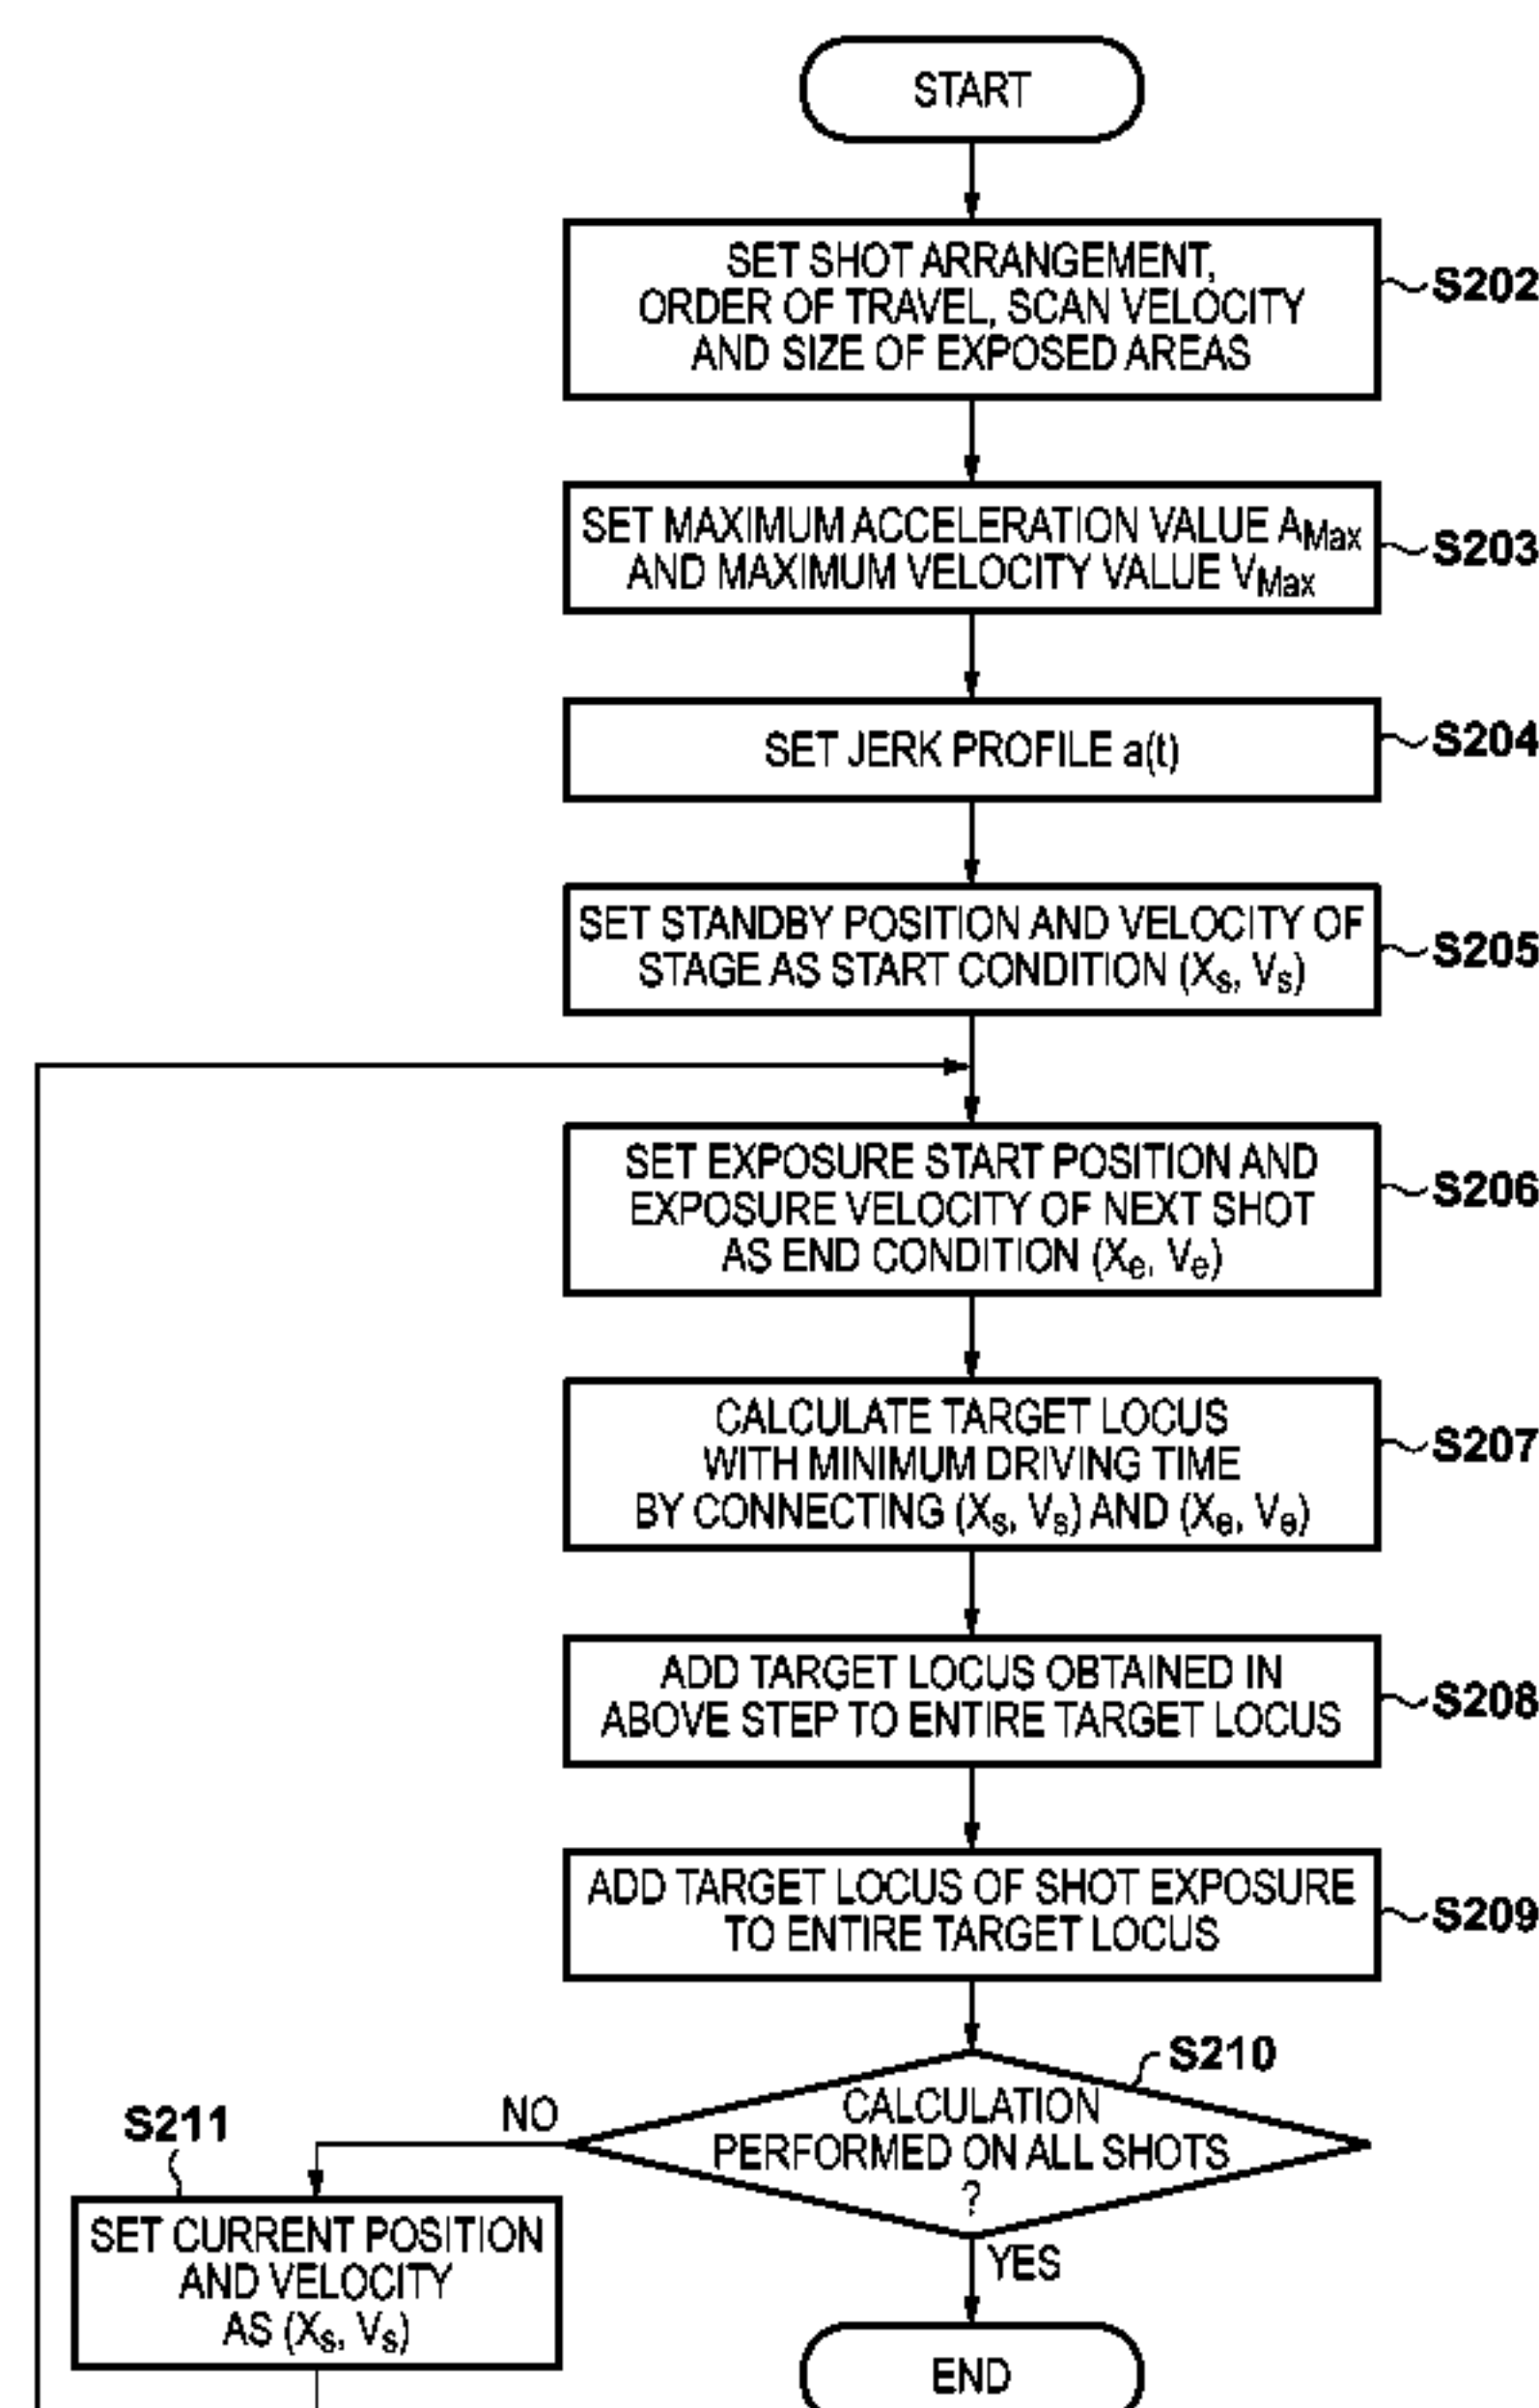 START
SET SHOT ARRANGEMENT,
ORDER OF TRAVEL, SCAN VELOCITY
AND SIZE OF EXPOSED AREAS
S202
SET MAXIMUM ACCELERATION VALUE AMax
AND MAXIMUM VELOCITY VALUE VMax
S203
SET JERK PROFILE a(t)
S204
SET STANDBY POSITION AND VELOCITY OF
STAGE AS START CONDITION (Xs, Vs)
S205
SET EXPOSURE START POSITION AND
EXPOSURE VELOCITY OF NEXT SHOT
AS END CONDITION (Xe, Ve)
S206
CALCULATE TARGET LOCUS
WITH MINIMUM DRIVING TIME
BY CONNECTING (Xs, Vs) AND (Xe, Ve)
S207
ADD TARGET LOCUS OBTAINED IN
ABOVE STEP TO ENTIRE TARGET LOCUS
S208
ADD TARGET LOCUS OF SHOT EXPOSURE
TO ENTIRE TARGET LOCUS
S209
S210
CALCULATION
PERFORMED ON ALL SHOTS
?
NO
YES
S211
SET CURRENT POSITION
AND VELOCITY
AS (Xs, Vs)
END